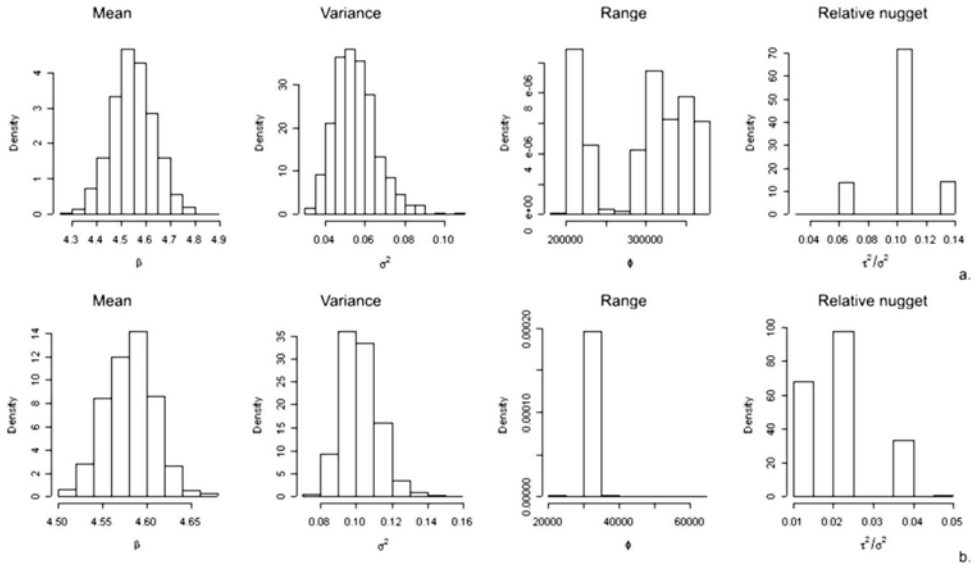 Mean Variance Range Relative nugget
Density
0 1 2 3 4
4.3 4.4 4.5 4.6 4.7 4.8 4.9
β
Density
0 10 20 30
0.04 0.06 0.08 0.10
σ²
Density
0 e+00 4 e-06 8 e-06
200000 300000
ϕ
Density
0 10 20 30 40 50 60 70
0.04 0.06 0.08 0.10 0.12 0.14
τ²/σ²
a.
Mean Variance Range Relative nugget
Density
0 2 4 6 8 10 12 14
4.50 4.55 4.60 4.65
β
Density
0 5 10 15 20 25 30 35
0.08 0.10 0.12 0.14 0.16
σ²
Density
0.00000 0.00010 0.00020
20000 40000 60000
ϕ
Density
0 20 40 60 80 100
0.01 0.02 0.03 0.04 0.05
τ²/σ²
b.